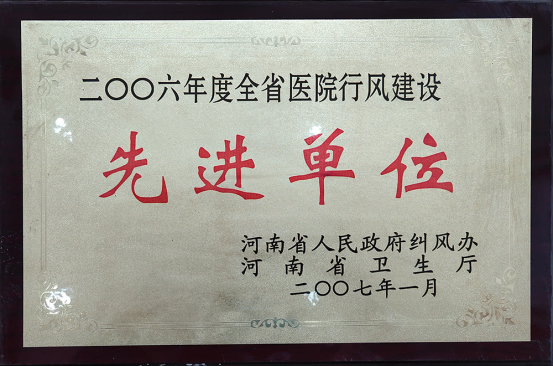 二〇〇六年度全省医院行风建设
先进单位
河南省人民政府纠风办
河南省卫生厅
二〇〇七年一月